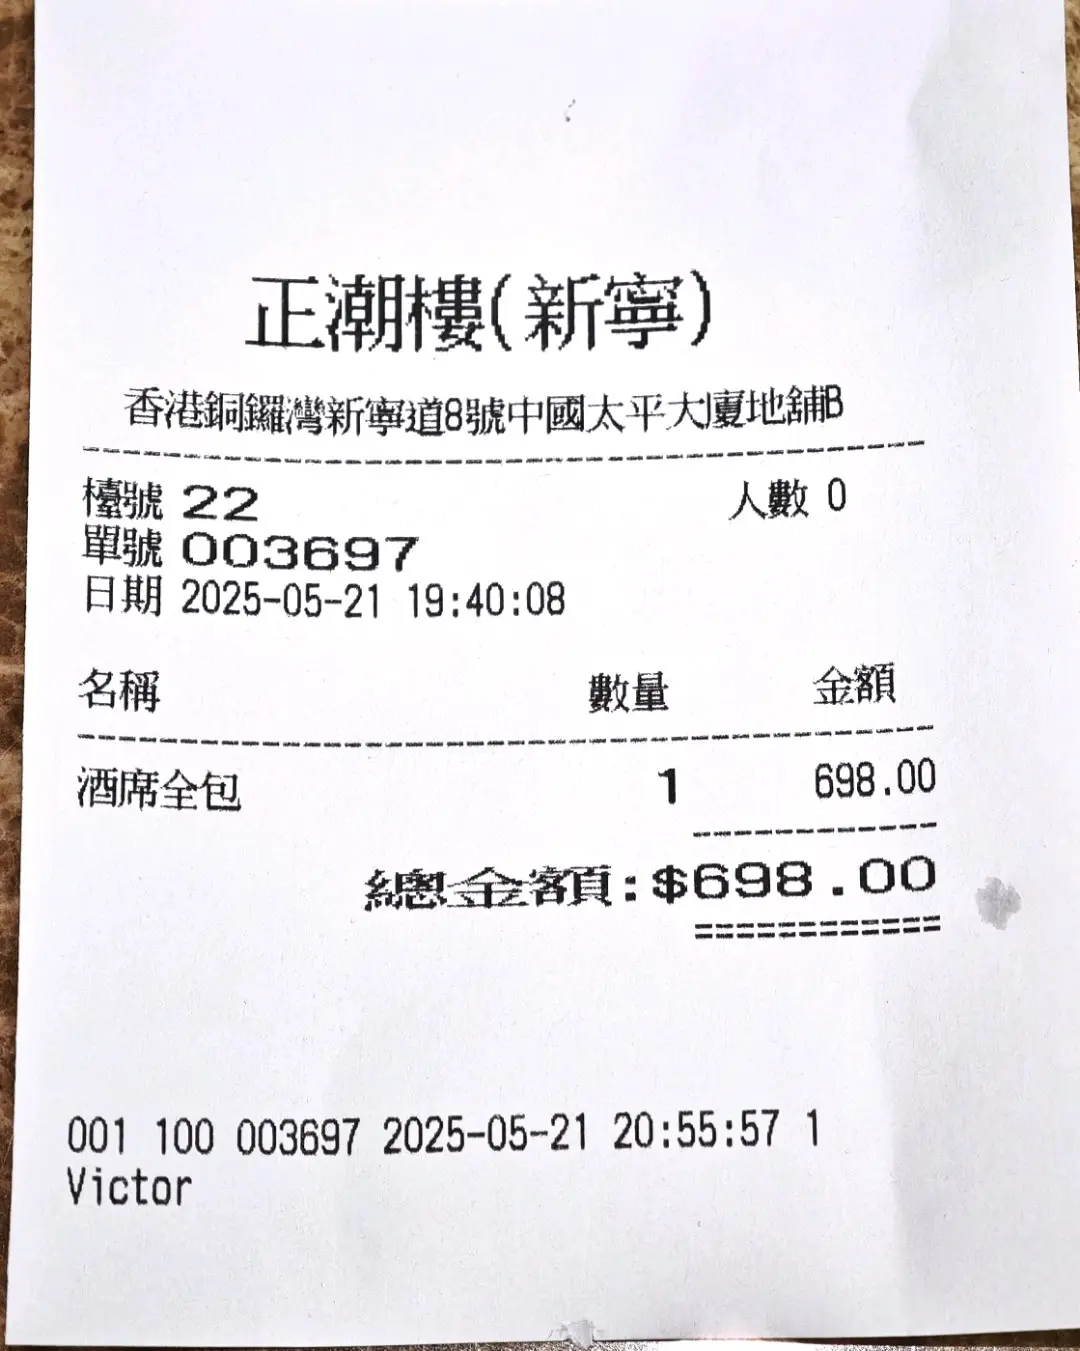 正潮樓(新寧)
香港銅鑼灣新寧道8號中國太平大廈地舖B
檯號 22 人數 0
單號 003697
日期 2025-05-21 19:40:08
名稱 數量 金額
酒席全包 1 698.00
總金額:$698.00
001 100 003697 2025-05-21 20:55:57 1
Victor